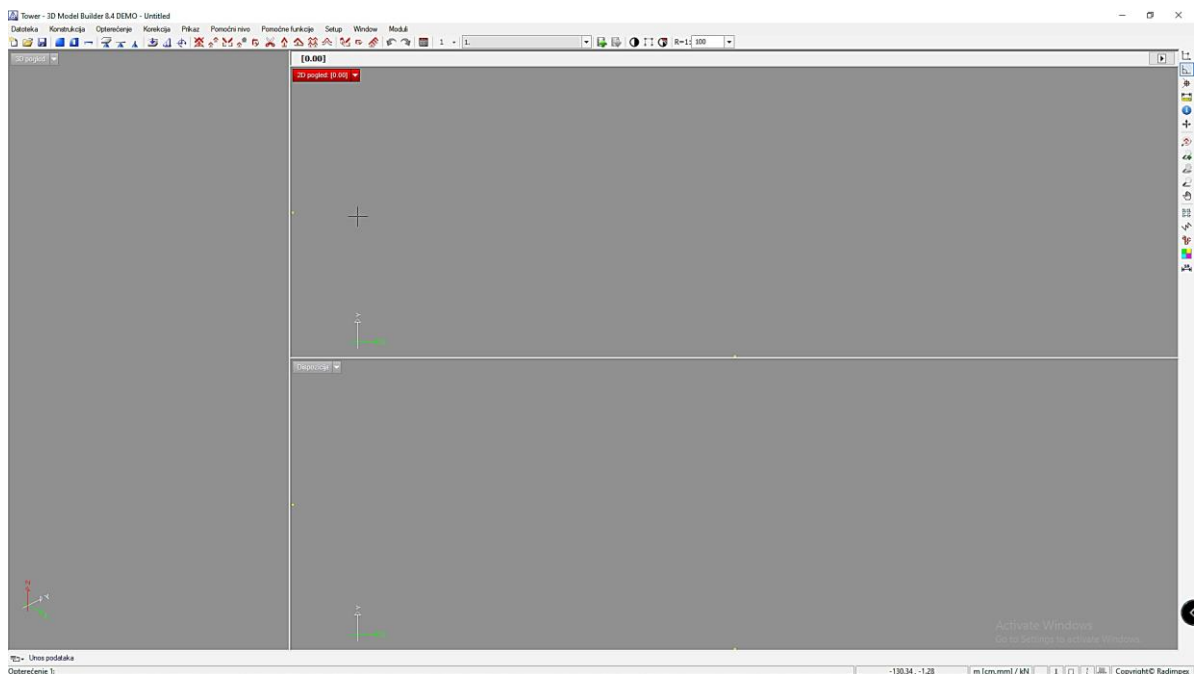 Tower - 3D Model Builder 8.4 DEMO - Untitled
Datoteka Konstrukcija Opterećenje Korekcija Prikaz Pomoćni nivo Pomoćne funkcije Setup Window Moduli
1 - 1. R=1: 100
3D pogled
[0.00]
2D pogled: [0.00]
Dispozicija
Z
Activate Windows
Go to Settings to activate Windows.
Unos podataka
Opterećenje 1: -130.34 , -1.28 m [cm,mm] / kN Copyright© Radimpex